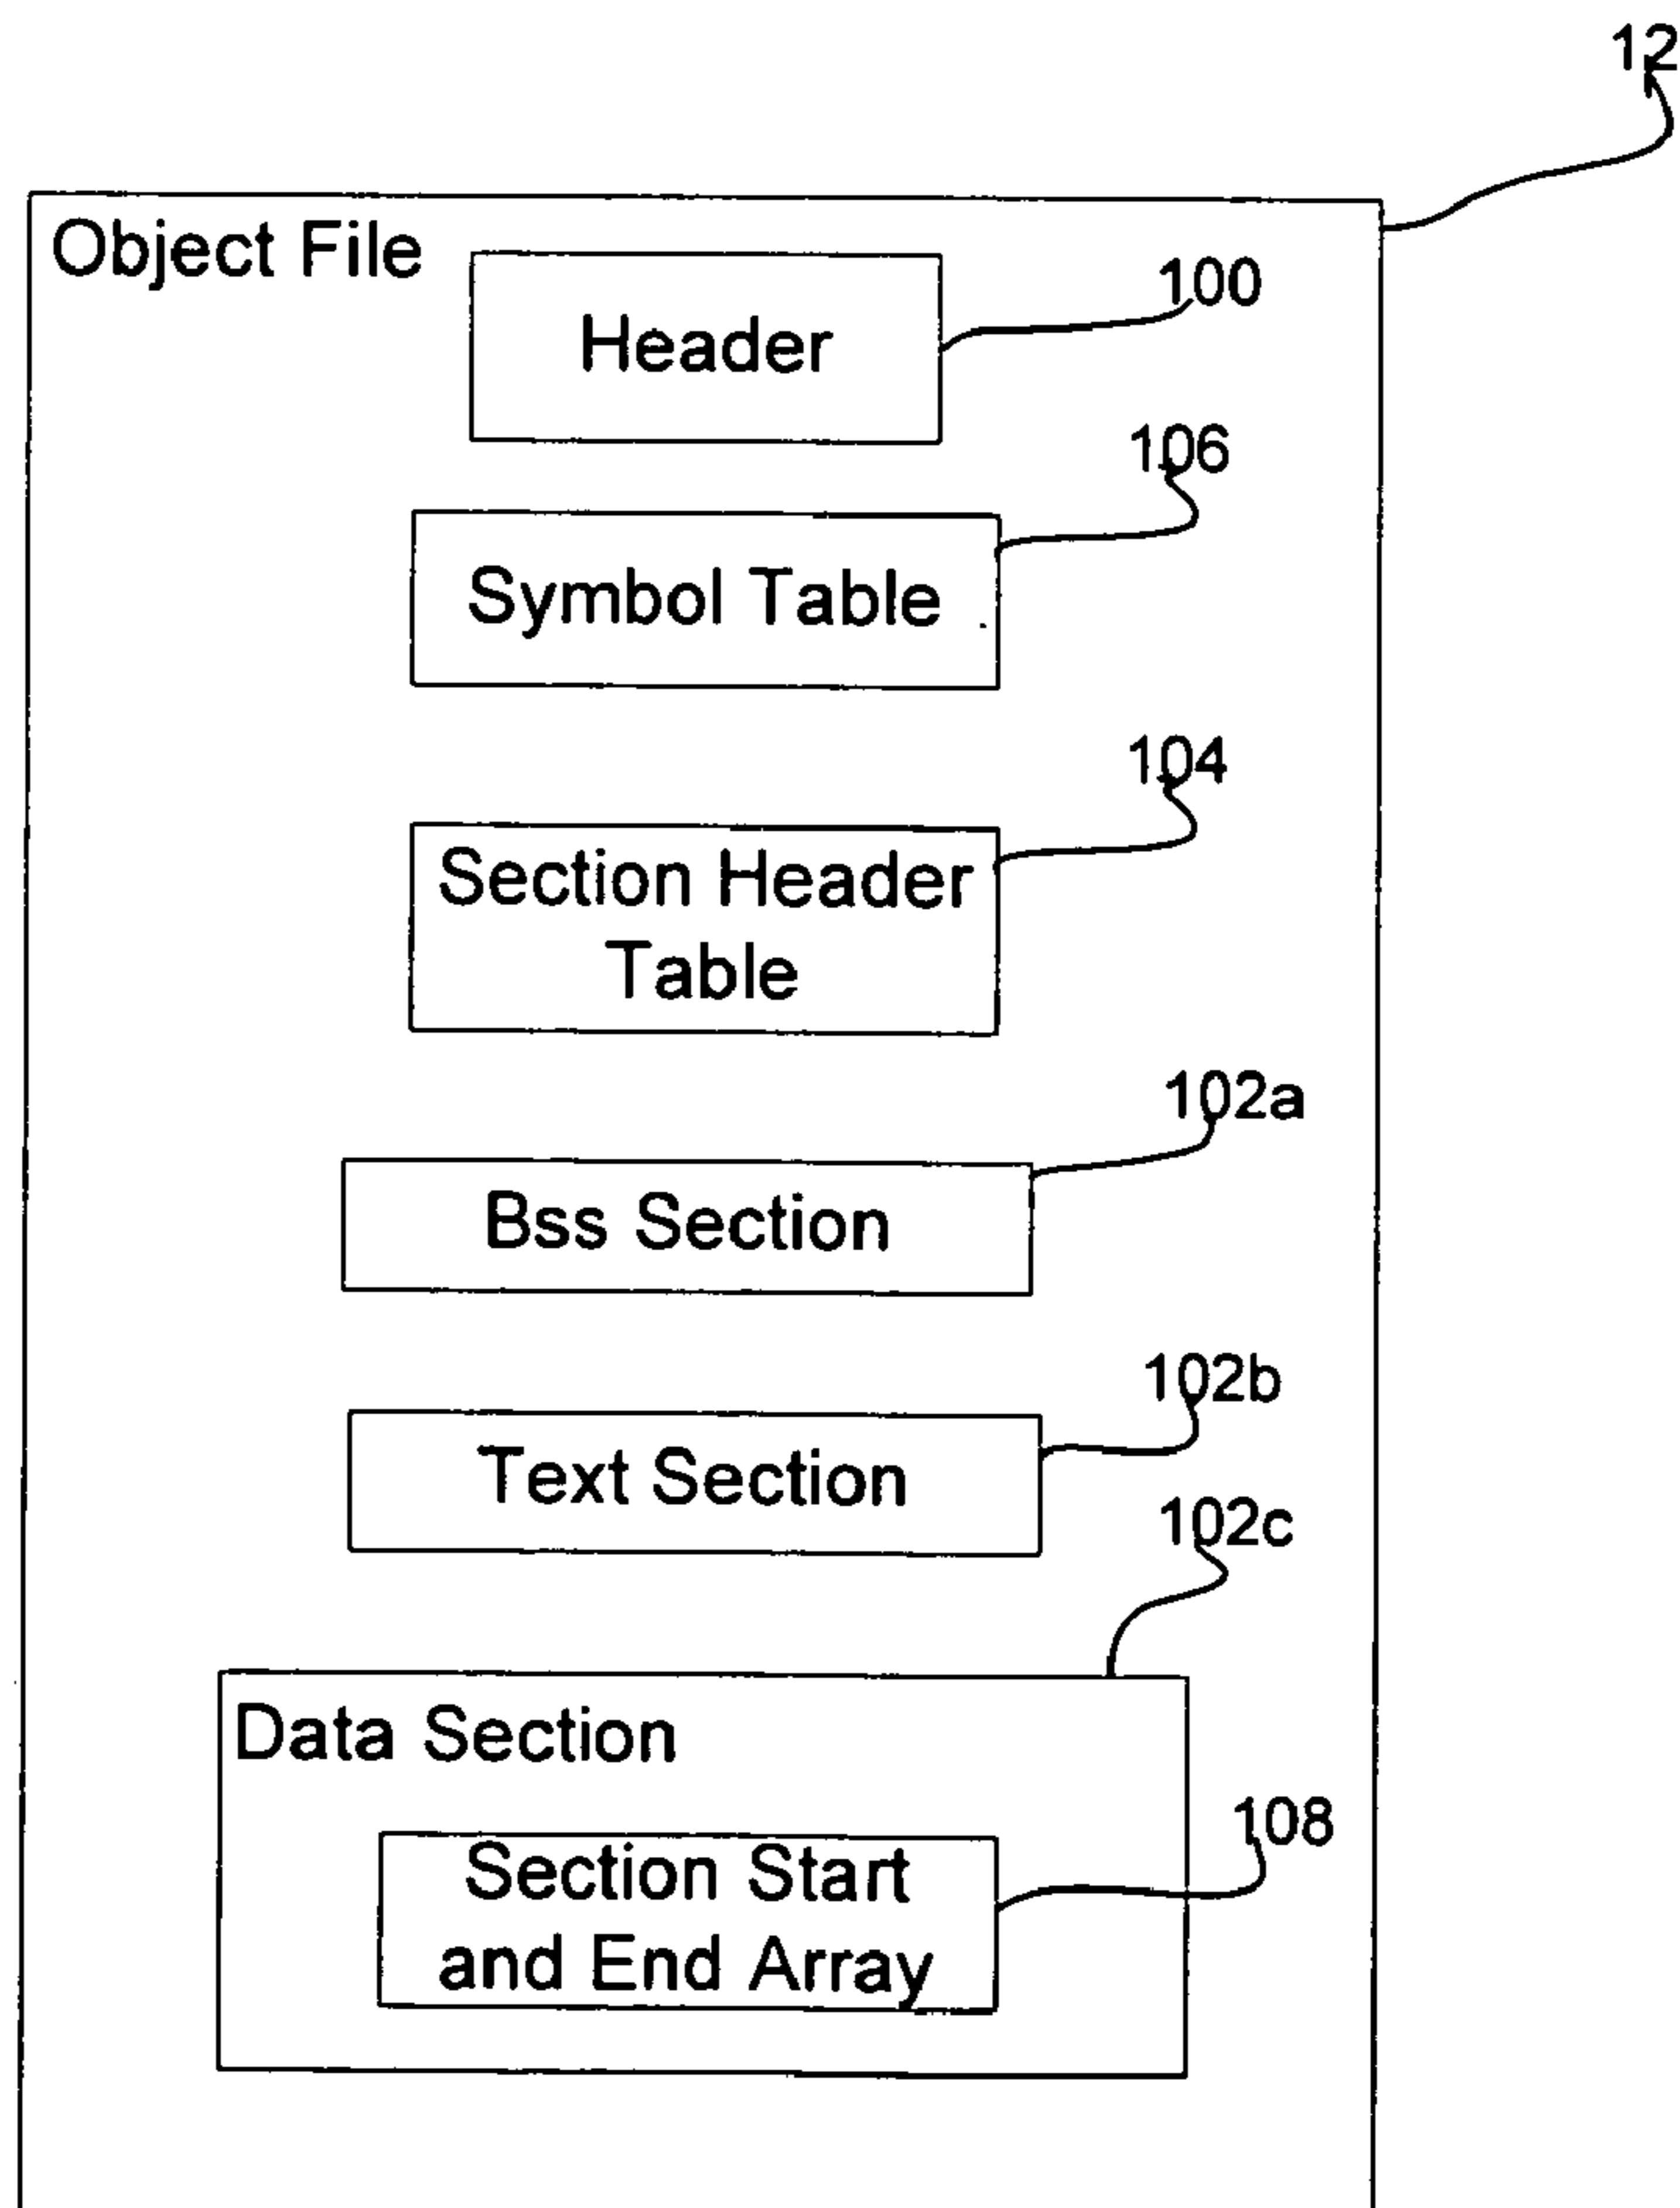 12
Object File
Header
100
106
Symbol Table
104
Section Header
Table
102a
Bss Section
102b
Text Section
102c
Data Section
108
Section Start
and End Array